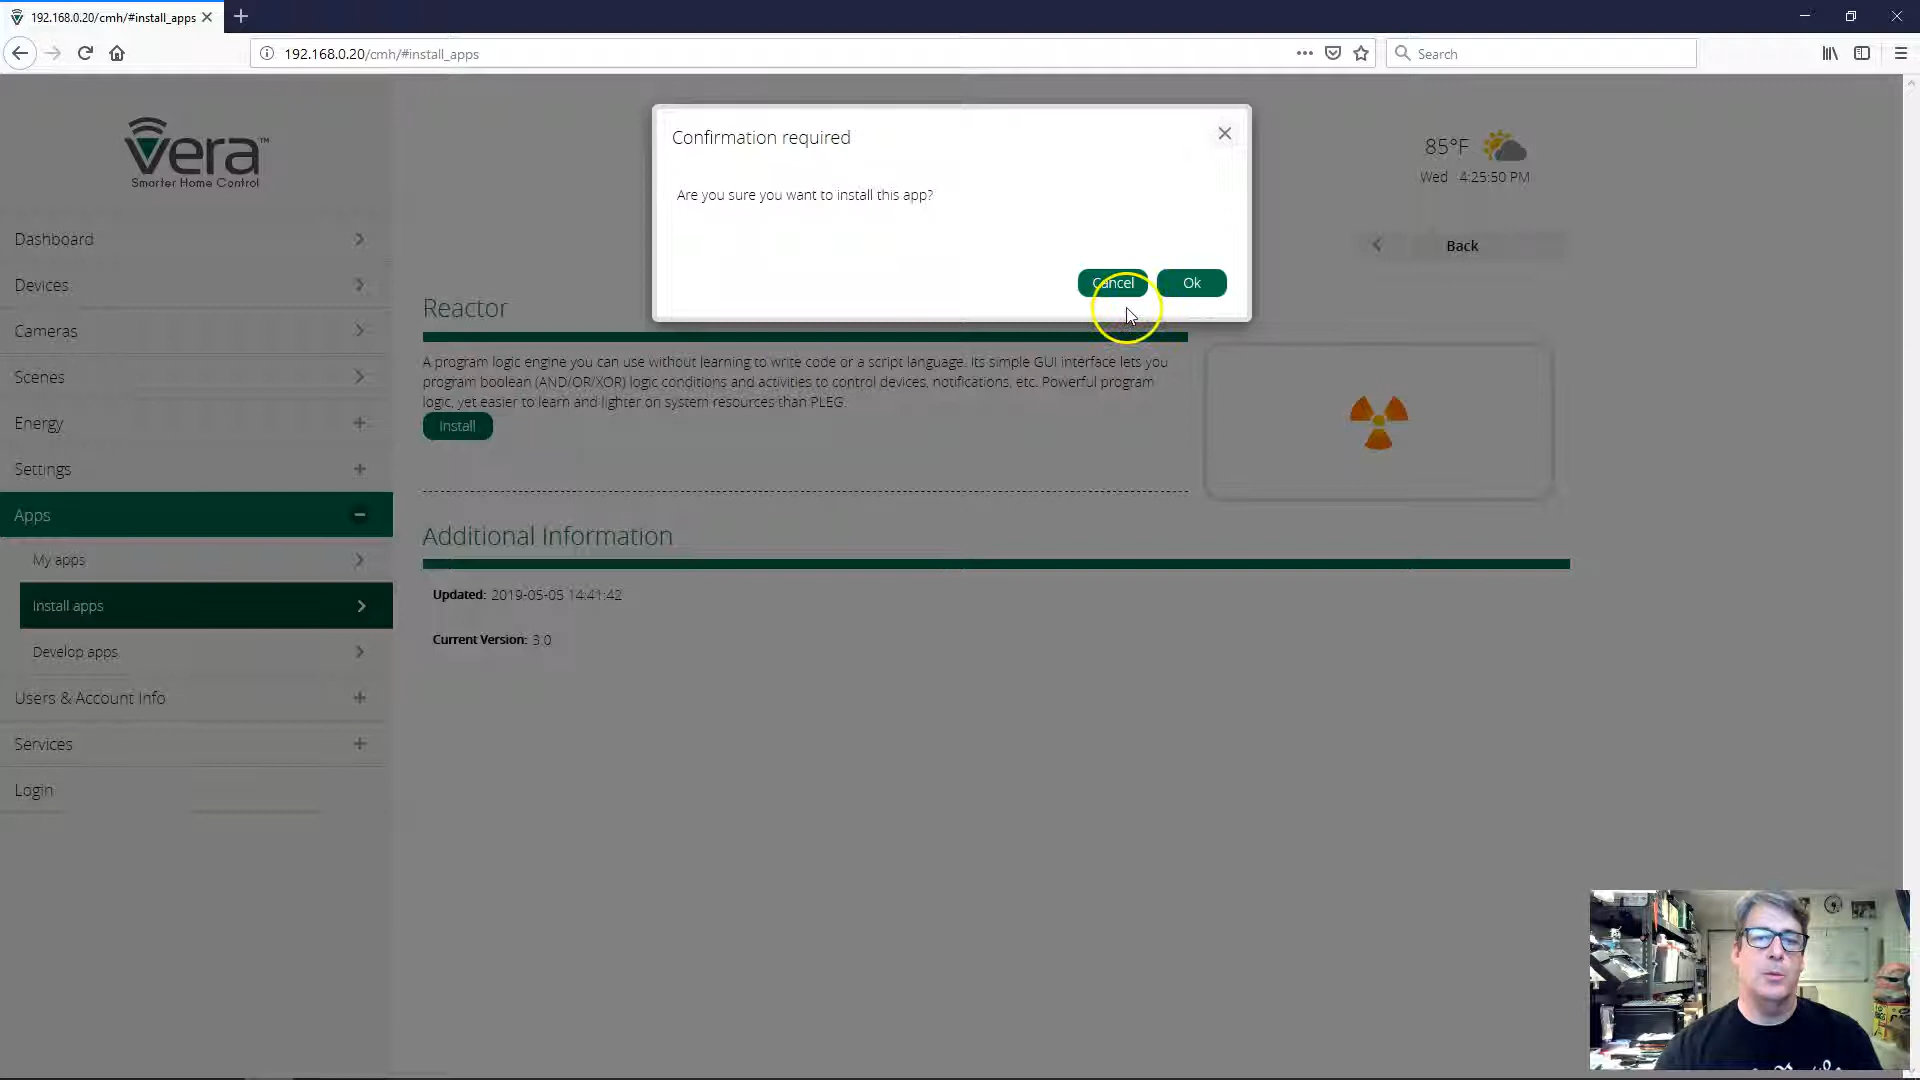 192.168.0.20/cmh/#install_apps
192.168.0.20/cmh/#install_apps
Search
vera™
Smarter Home Control
Dashboard
Devices
Cameras
Scenes
Energy
Settings
Apps
My apps
Install apps
Develop apps
Users & Account Info
Services
Login
Confirmation required
Are you sure you want to install this app?
Cancel
Ok
85°F
Wed 4:25:50 PM
Back
Reactor
A program logic engine you can use without learning to write code or a script language. Its simple GUI interface lets you
program boolean (AND/OR/XOR) logic conditions and activities to control devices, notifications, etc. Powerful program
logic, yet easier to learn and lighter on system resources than PLEG.
Install
Additional Information
Updated: 2019-05-05 14:41:42
Current Version: 3.0